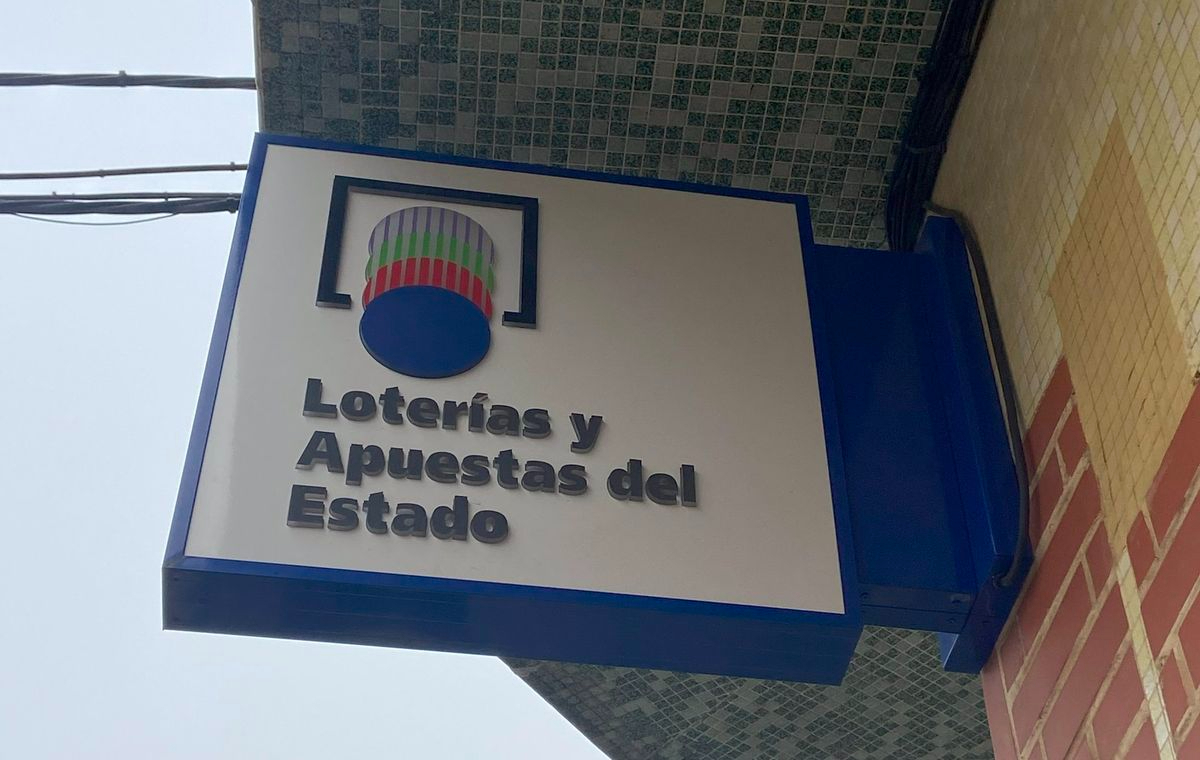 Loterías y
Apuestas del
Estado